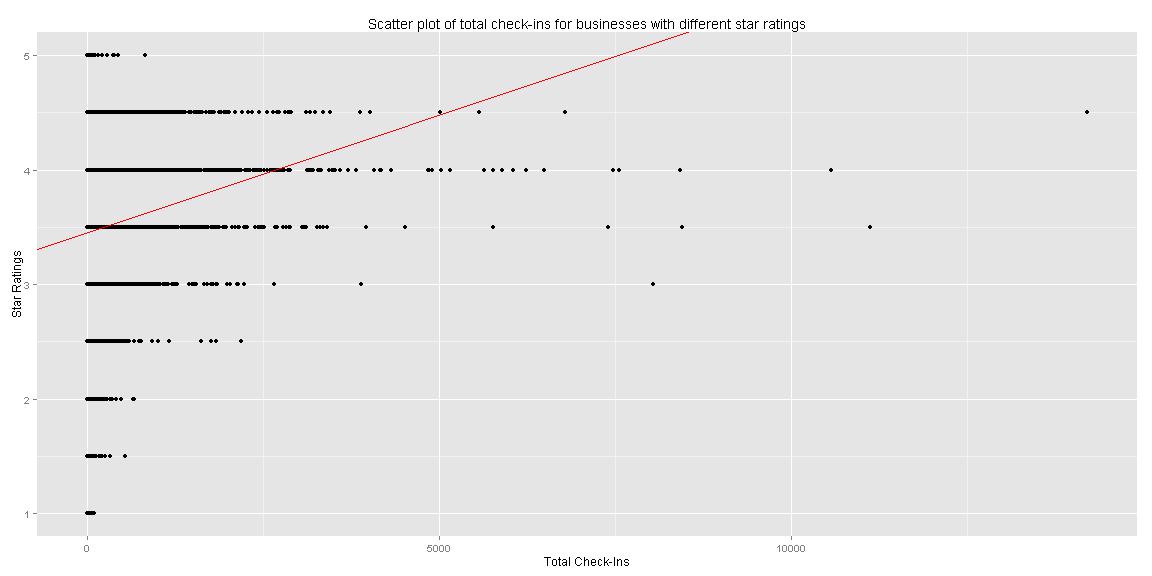 Scatter plot of total check-ins for businesses with different star ratings
Star Ratings
5
4
3
2
1
0
5000
10000
Total Check-Ins